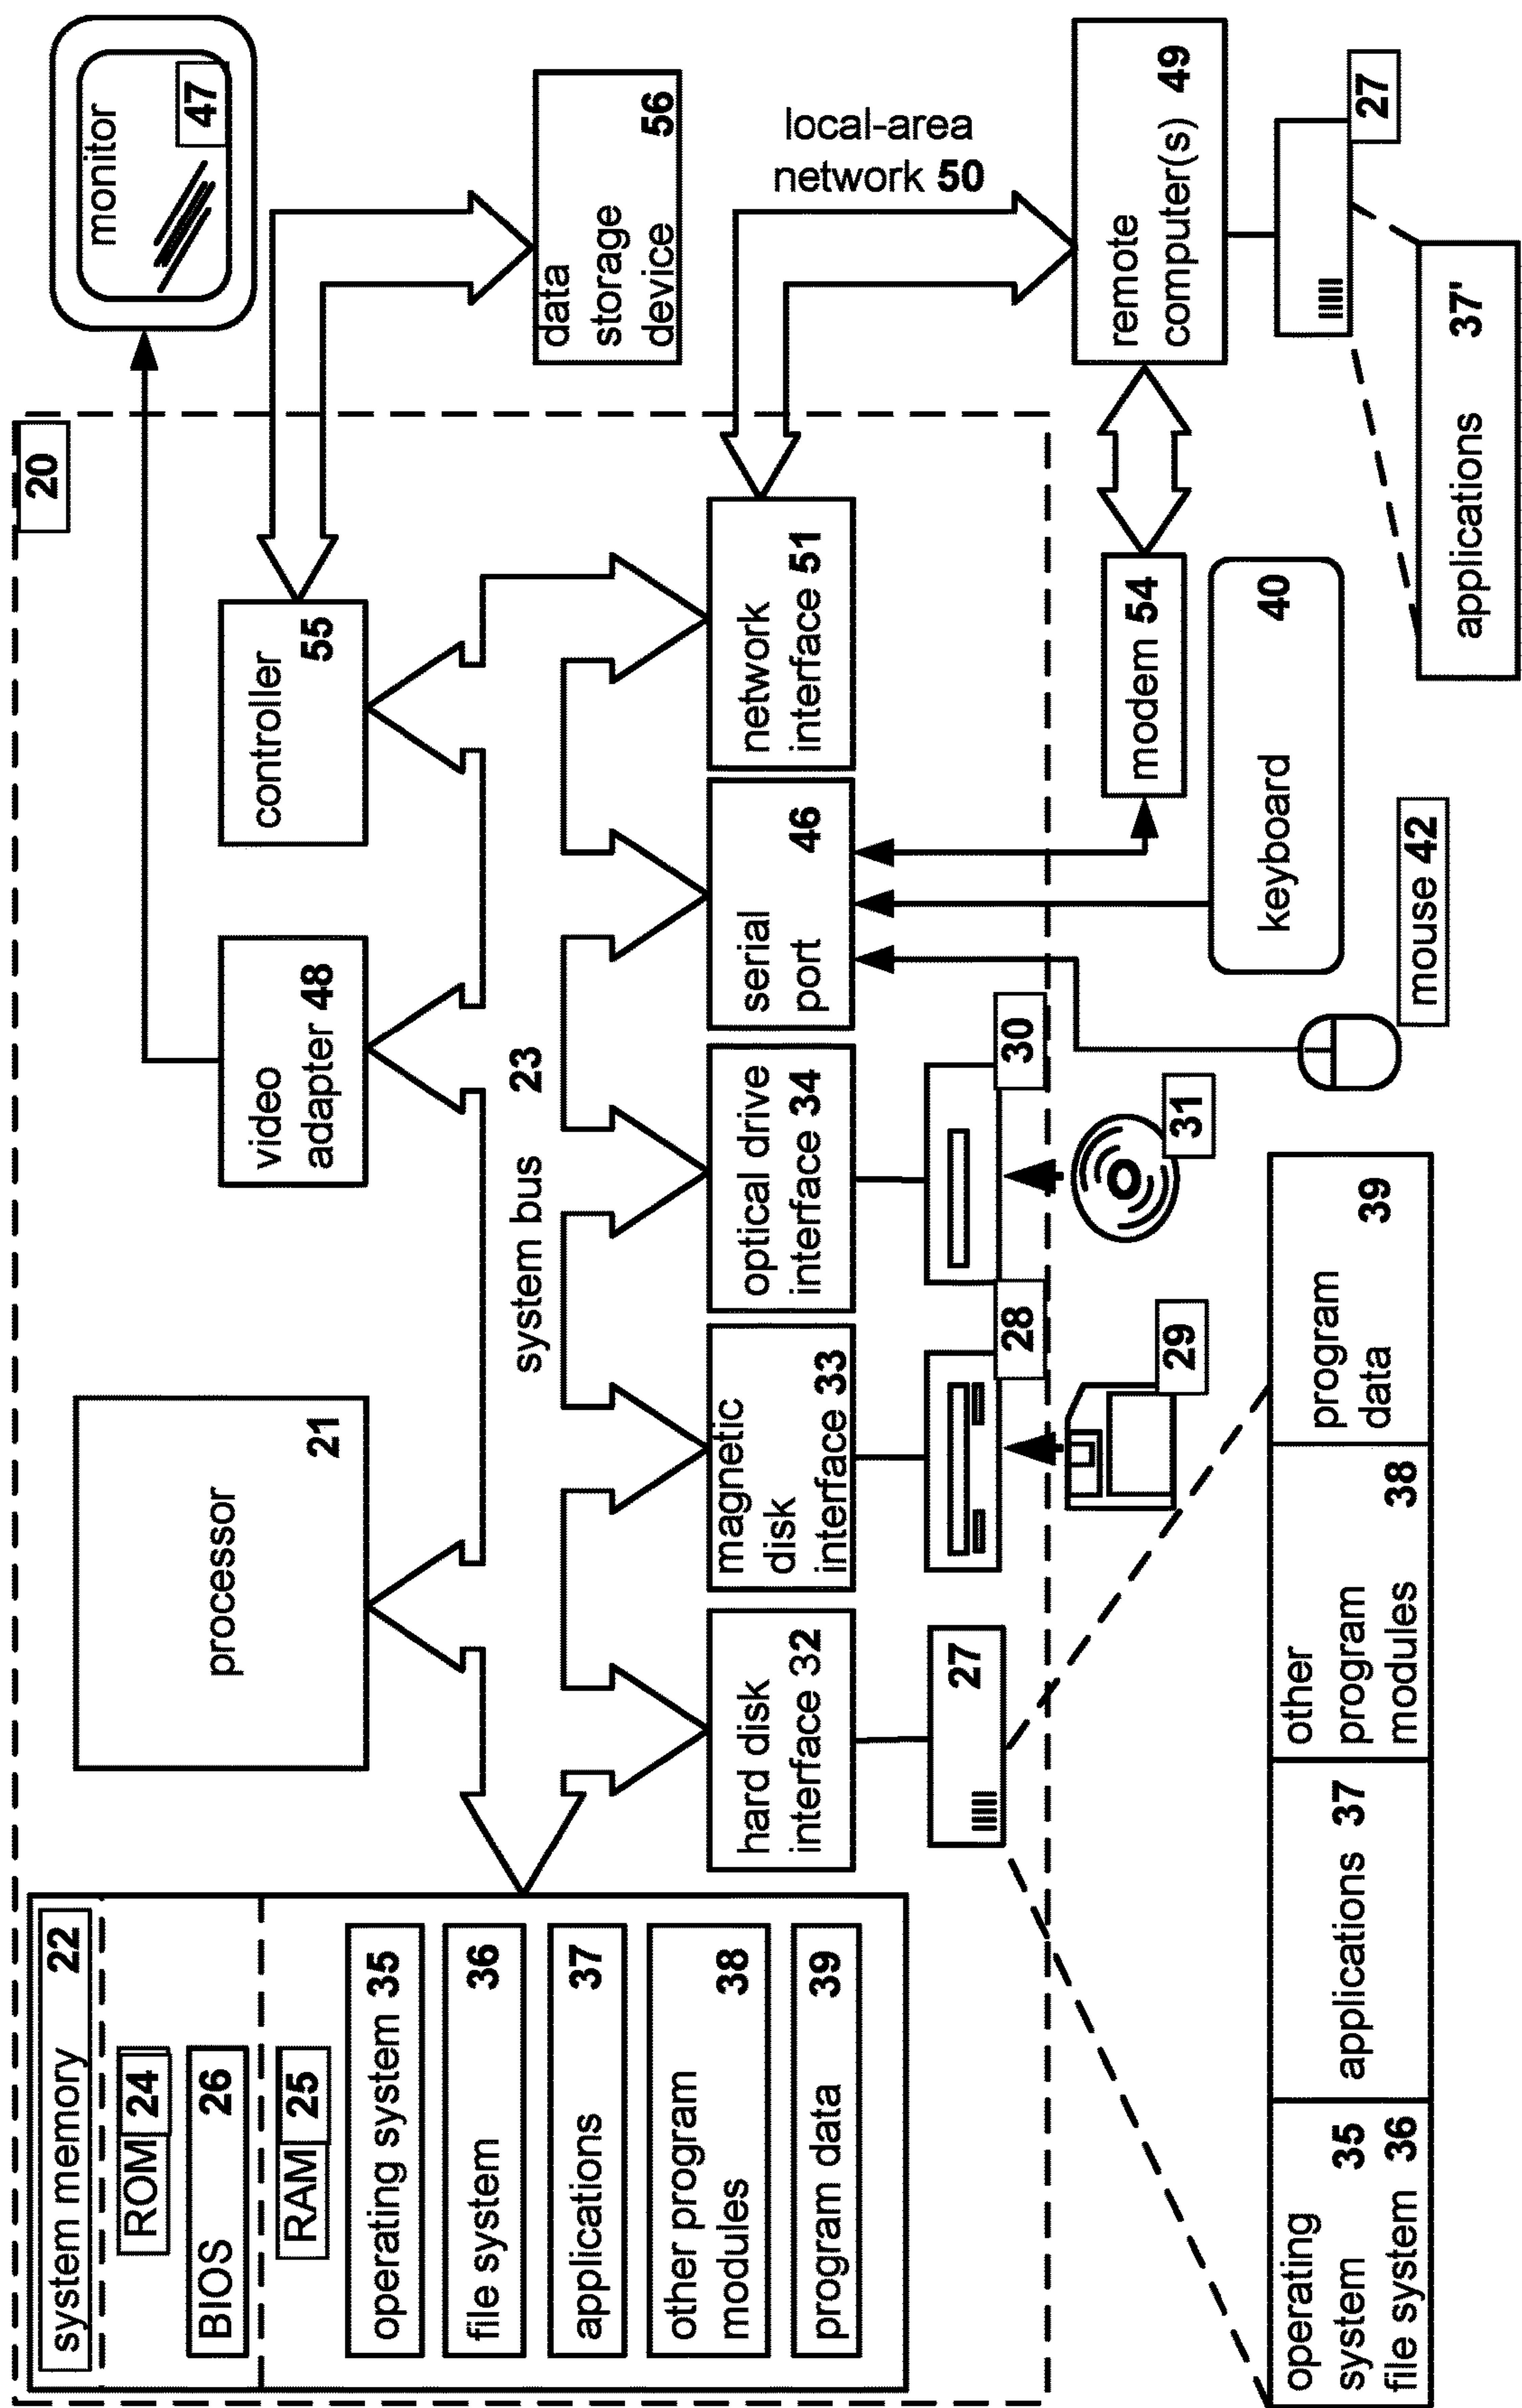 20
system memory 22
ROM 24
BIOS 26
RAM 25
operating system 35
file system 36
applications 37
other program
modules 38
program data 39
processor
21
video
adapter 48
controller
55
monitor
47
data
storage
device 56
system bus 23
hard disk
interface 32
magnetic
disk
interface 33
optical drive
interface 34
serial
port 46
network
interface 51
local-area
network 50
27
28
30
29
31
mouse 42
keyboard 40
modem 54
remote
computer(s) 49
27
applications 37'
operating
system 35
file system 36
applications 37
other
program
modules 38
program
data 39